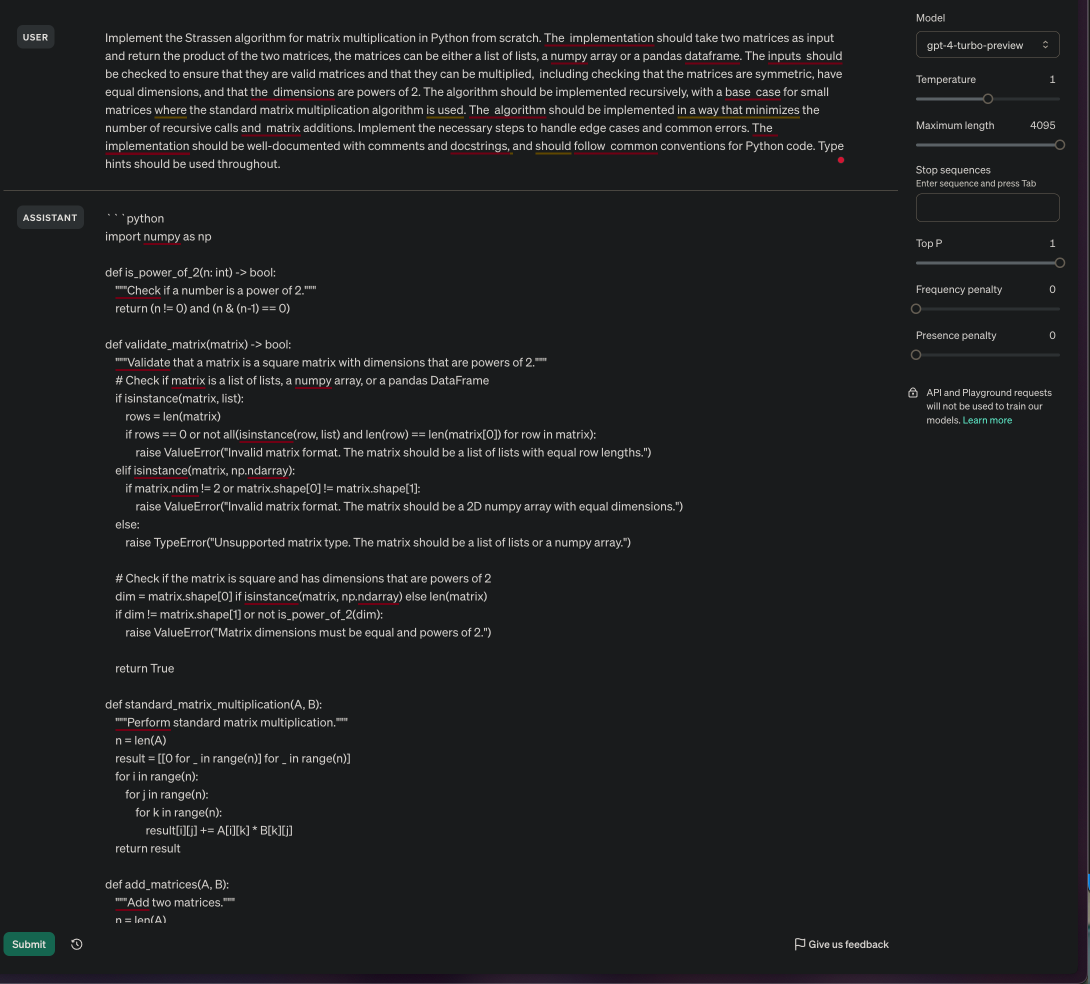 USER
Implement the Strassen algorithm for matrix multiplication in Python from scratch. The  implementation should take two matrices as input
and return the product of the two matrices, the matrices can be either a list of lists, a numpy array or a pandas dataframe. The inputs  should
be checked to ensure that they are valid matrices and that they can be multiplied,  including checking that the matrices are symmetric, have
equal dimensions, and that the  dimensions are powers of 2. The algorithm should be implemented recursively, with a base  case for small
matrices where the standard matrix multiplication algorithm is used.  The  algorithm should be implemented in a way that minimizes the
number of recursive calls and  matrix additions. Implement the necessary steps to handle edge cases and common errors. The
implementation should be well-documented with comments and docstrings, and should follow  common conventions for Python code. Type
hints should be used throughout.
ASSISTANT
```python
import numpy as np
def is_power_of_2(n: int) -> bool:
"""Check if a number is a power of 2."""
return (n != 0) and (n & (n-1) == 0)
def validate_matrix(matrix) -> bool:
"""Validate that a matrix is a square matrix with dimensions that are powers of 2."""
# Check if matrix is a list of lists, a numpy array, or a pandas DataFrame
if isinstance(matrix, list):
rows = len(matrix)
if rows == 0 or not all(isinstance(row, list) and len(row) == len(matrix[0]) for row in matrix):
raise ValueError("Invalid matrix format. The matrix should be a list of lists with equal row lengths.")
elif isinstance(matrix, np.ndarray):
if matrix.ndim != 2 or matrix.shape[0] != matrix.shape[1]:
raise ValueError("Invalid matrix format. The matrix should be a 2D numpy array with equal dimensions.")
else:
raise TypeError("Unsupported matrix type. The matrix should be a list of lists or a numpy array.")
# Check if the matrix is square and has dimensions that are powers of 2
dim = matrix.shape[0] if isinstance(matrix, np.ndarray) else len(matrix)
if dim != matrix.shape[1] or not is_power_of_2(dim):
raise ValueError("Matrix dimensions must be equal and powers of 2.")
return True
def standard_matrix_multiplication(A, B):
"""Perform standard matrix multiplication."""
n = len(A)
result = [[0 for _ in range(n)] for _ in range(n)]
for i in range(n):
for j in range(n):
for k in range(n):
result[i][j] += A[i][k] * B[k][j]
return result
def add_matrices(A, B):
"""Add two matrices."""
n = len(A)
Submit
Give us feedback
Model
gpt-4-turbo-preview
Temperature 1
Maximum length 4095
Stop sequences
Enter sequence and press Tab
Top P 1
Frequency penalty 0
Presence penalty 0
API and Playground requests
will not be used to train our
models. Learn more